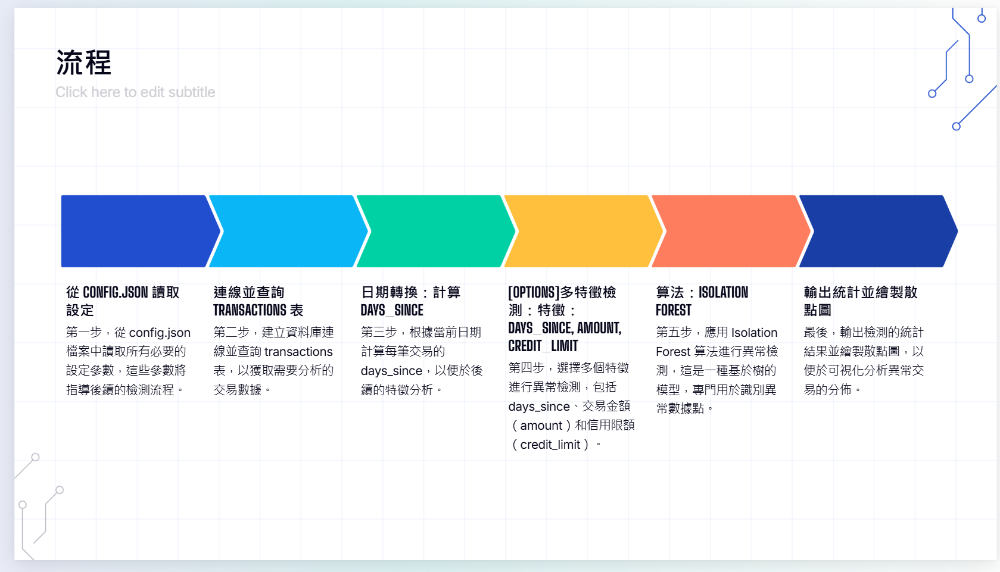 流程
Click here to edit subtitle
從 CONFIG.JSON 讀取
設定
第一步，從 config.json
檔案中讀取所有必要的
設定參數，這些參數將
指導後續的檢測流程。
連線並查詢
TRANSACTIONS 表
第二步，建立資料庫連
線並查詢 transactions
表，以獲取需要分析的
交易數據。
日期轉換：計算
DAYS_SINCE
第三步，根據當前日期
計算每筆交易的
days_since，以便於後
續的特徵分析。
[OPTIONS]多特徵檢
測：特徵：
DAYS_SINCE, AMOUNT,
CREDIT_LIMIT
第四步，選擇多個特徵
進行異常檢測，包括
days_since、交易金額
（amount）和信用限額
（credit_limit）。
算法：ISOLATION
FOREST
第五步，應用 Isolation
Forest 算法進行異常檢
測，這是一種基於樹的
模型，專門用於識別異
常數據點。
輸出統計並繪製散
點圖
最後，輸出檢測的統計
結果並繪製散點圖，以
便於可視化分析異常交
易的分佈。